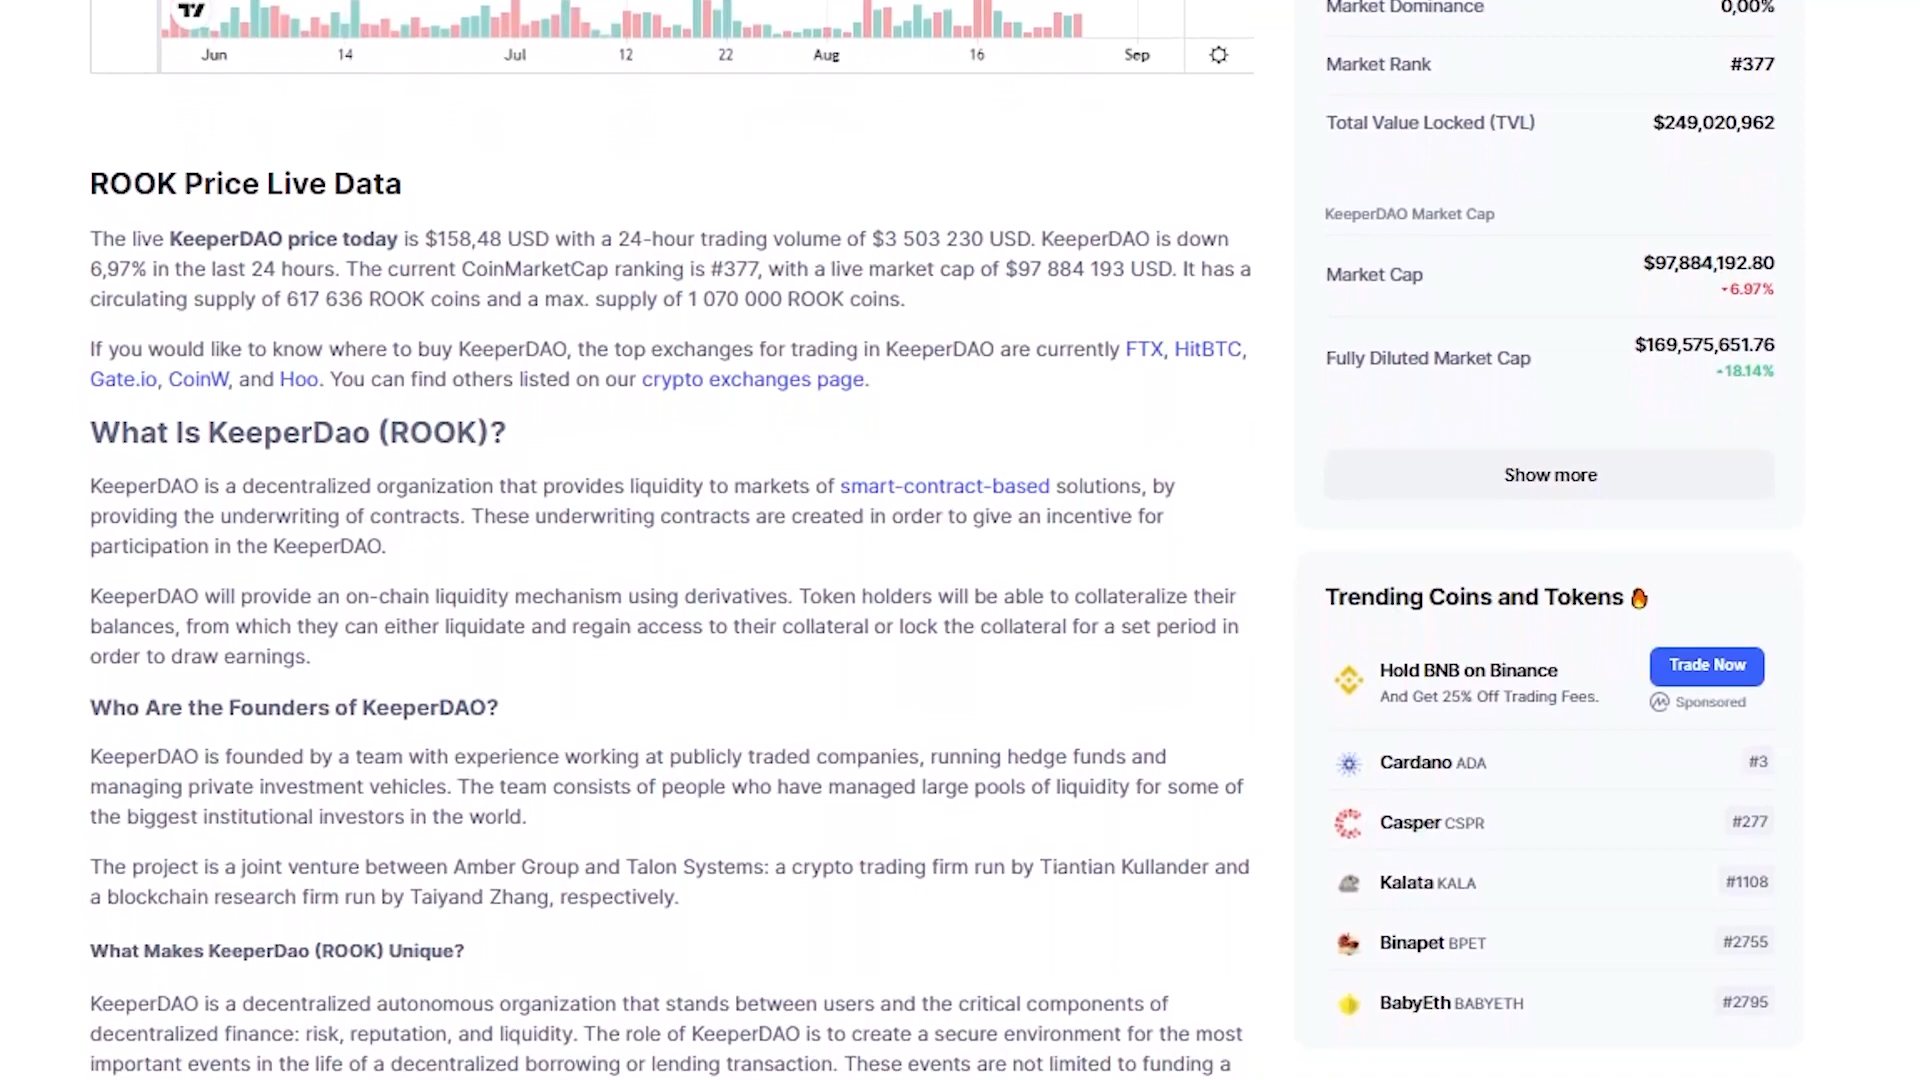 Jun 14 Jul 12 22 Aug 16 Sep
ROOK Price Live Data
The live KeeperDAO price today is $158,48 USD with a 24-hour trading volume of $3 503 230 USD. KeeperDAO is down
6,97% in the last 24 hours. The current CoinMarketCap ranking is #377, with a live market cap of $97 884 193 USD. It has a
circulating supply of 617 636 ROOK coins and a max. supply of 1 070 000 ROOK coins.
If you would like to know where to buy KeeperDAO, the top exchanges for trading in KeeperDAO are currently FTX, HitBTC,
Gate.io, CoinW, and Hoo. You can find others listed on our crypto exchanges page.
What Is KeeperDao (ROOK)?
KeeperDAO is a decentralized organization that provides liquidity to markets of smart-contract-based solutions, by
providing the underwriting of contracts. These underwriting contracts are created in order to give an incentive for
participation in the KeeperDAO.
KeeperDAO will provide an on-chain liquidity mechanism using derivatives. Token holders will be able to collateralize their
balances, from which they can either liquidate and regain access to their collateral or lock the collateral for a set period in
order to draw earnings.
Who Are the Founders of KeeperDAO?
KeeperDAO is founded by a team with experience working at publicly traded companies, running hedge funds and
managing private investment vehicles. The team consists of people who have managed large pools of liquidity for some of
the biggest institutional investors in the world.
The project is a joint venture between Amber Group and Talon Systems: a crypto trading firm run by Tiantian Kullander and
a blockchain research firm run by Taiyand Zhang, respectively.
What Makes KeeperDao (ROOK) Unique?
KeeperDAO is a decentralized autonomous organization that stands between users and the critical components of
decentralized finance: risk, reputation, and liquidity. The role of KeeperDAO is to create a secure environment for the most
important events in the life of a decentralized borrowing or lending transaction. These events are not limited to funding a
Market Dominance 0,00%
Market Rank #377
Total Value Locked (TVL) $249,020,962
KeeperDAO Market Cap
Market Cap $97,884,192.80
6.97%
Fully Diluted Market Cap $169,575,651.76
18.14%
Show more
Trending Coins and Tokens
Hold BNB on Binance Trade Now
And Get 25% Off Trading Fees. Sponsored
Cardano ADA #3
Casper CSPR #277
Kalata KALA #1108
Binapet BPET #2755
BabyEth BABYETH #2795